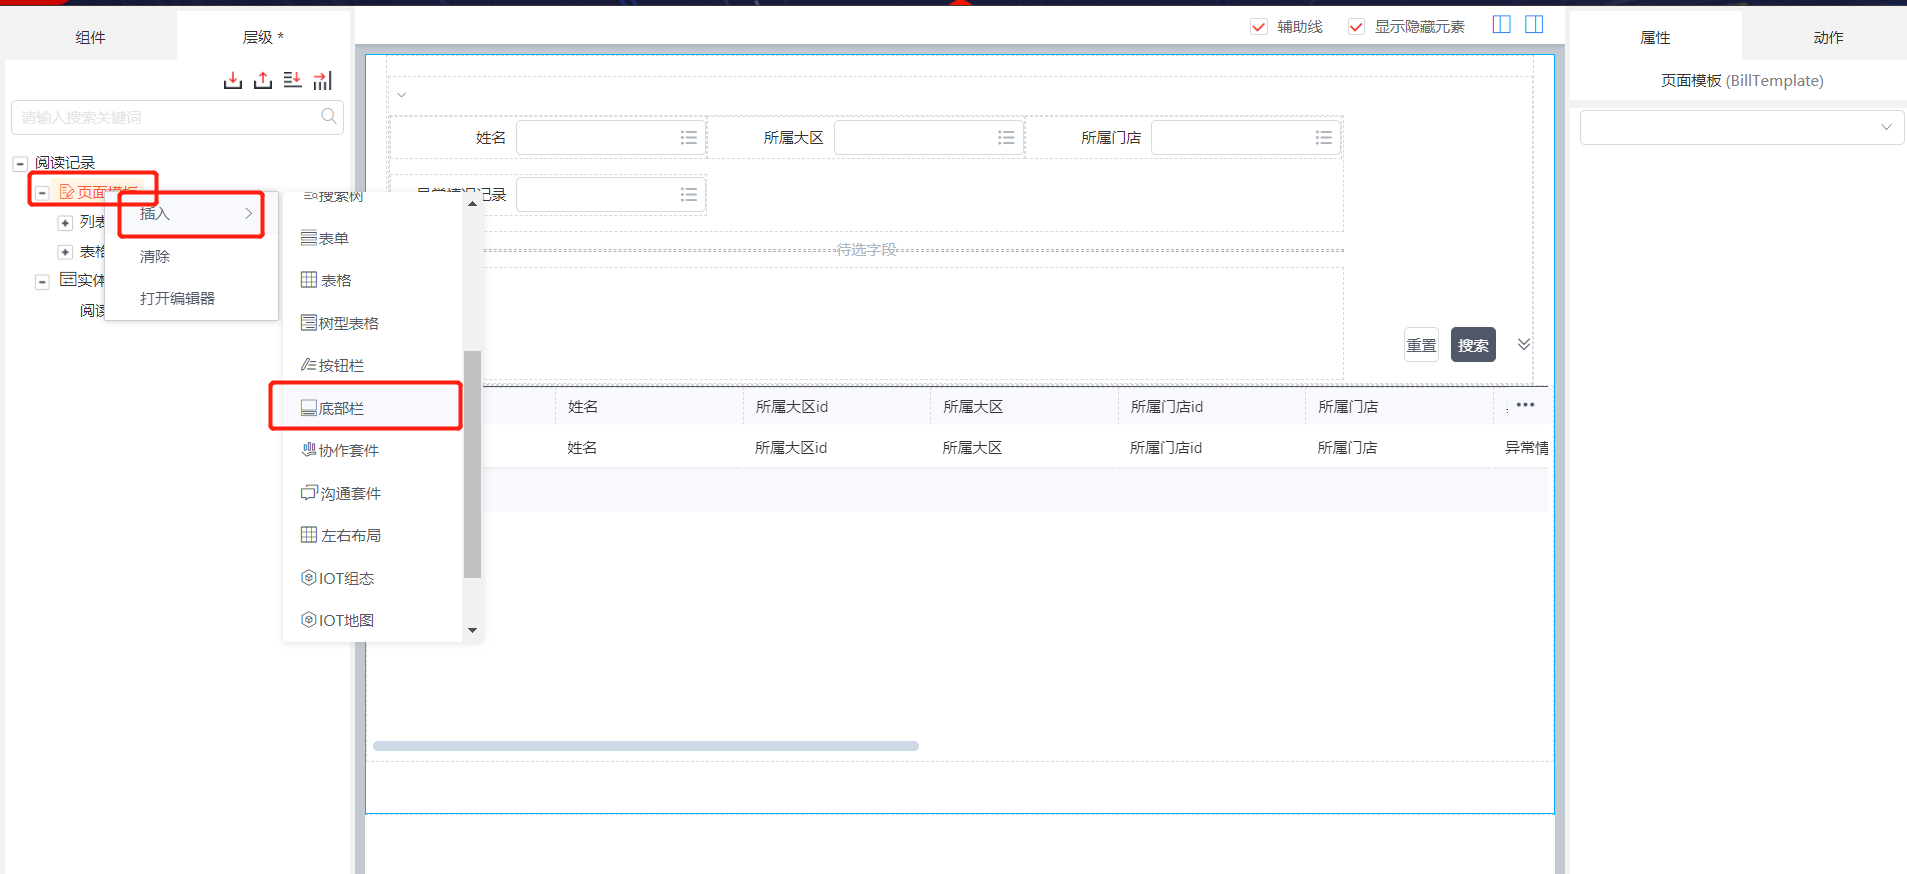 组件
层级 *
辅助线
显示隐藏元素
属性
动作
页面模板 (BillTemplate)
请输入搜索关键词
阅读记录
页面模板
列表
表格
实体
阅读
插入
清除
打开编辑器
搜索树
表单
表格
树型表格
按钮栏
底部栏
协作套件
沟通套件
左右布局
IOT组态
IOT地图
姓名
所属大区
所属门店
异常情况记录
待选字段
重置
搜索
姓名
所属大区id
所属大区
所属门店id
所属门店
姓名
所属大区id
所属大区
所属门店id
所属门店
异常情